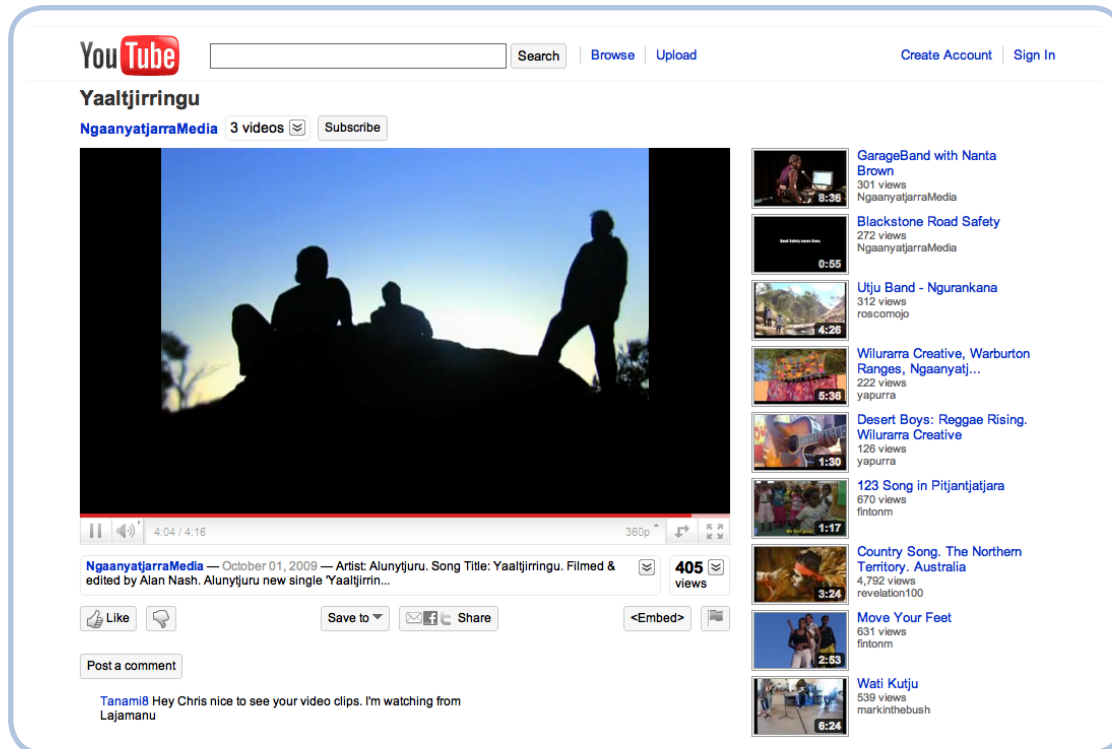 YouTube Search Browse Upload Create Account Sign In
Yaaltjirringu
NgaanyatjarraMedia 3 videos Subscribe
4:04 / 4:16 360p
NgaanyatjarraMedia — October 01, 2009 — Artist: Alunytjuru. Song Title: Yaaltjirringu. Filmed &
edited by Alan Nash. Alunytjuru new single 'Yaaltjirrin...
405
views
Like Save to Share <Embed>
Post a comment
Tanami8 Hey Chris nice to see your video clips. I'm watching from
Lajamanu
GarageBand with Nanta
Brown
301 views
NgaanyatjarraMedia
8:36
Blackstone Road Safety
272 views
NgaanyatjarraMedia
Road Safety saves lives.
0:55
Utju Band - Ngurankana
312 views
roscomojo
4:26
Wilurarra Creative, Warburton
Ranges, Ngaanyatj...
222 views
yapurra
5:36
Desert Boys: Reggae Rising.
Wilurarra Creative
126 views
yapurra
1:30
123 Song in Pitjantjatjara
670 views
fintonm
1:17
Country Song. The Northern
Territory. Australia
4,792 views
revelation100
3:24
Move Your Feet
631 views
fintonm
2:53
Wati Kutju
539 views
markinthebush
6:24